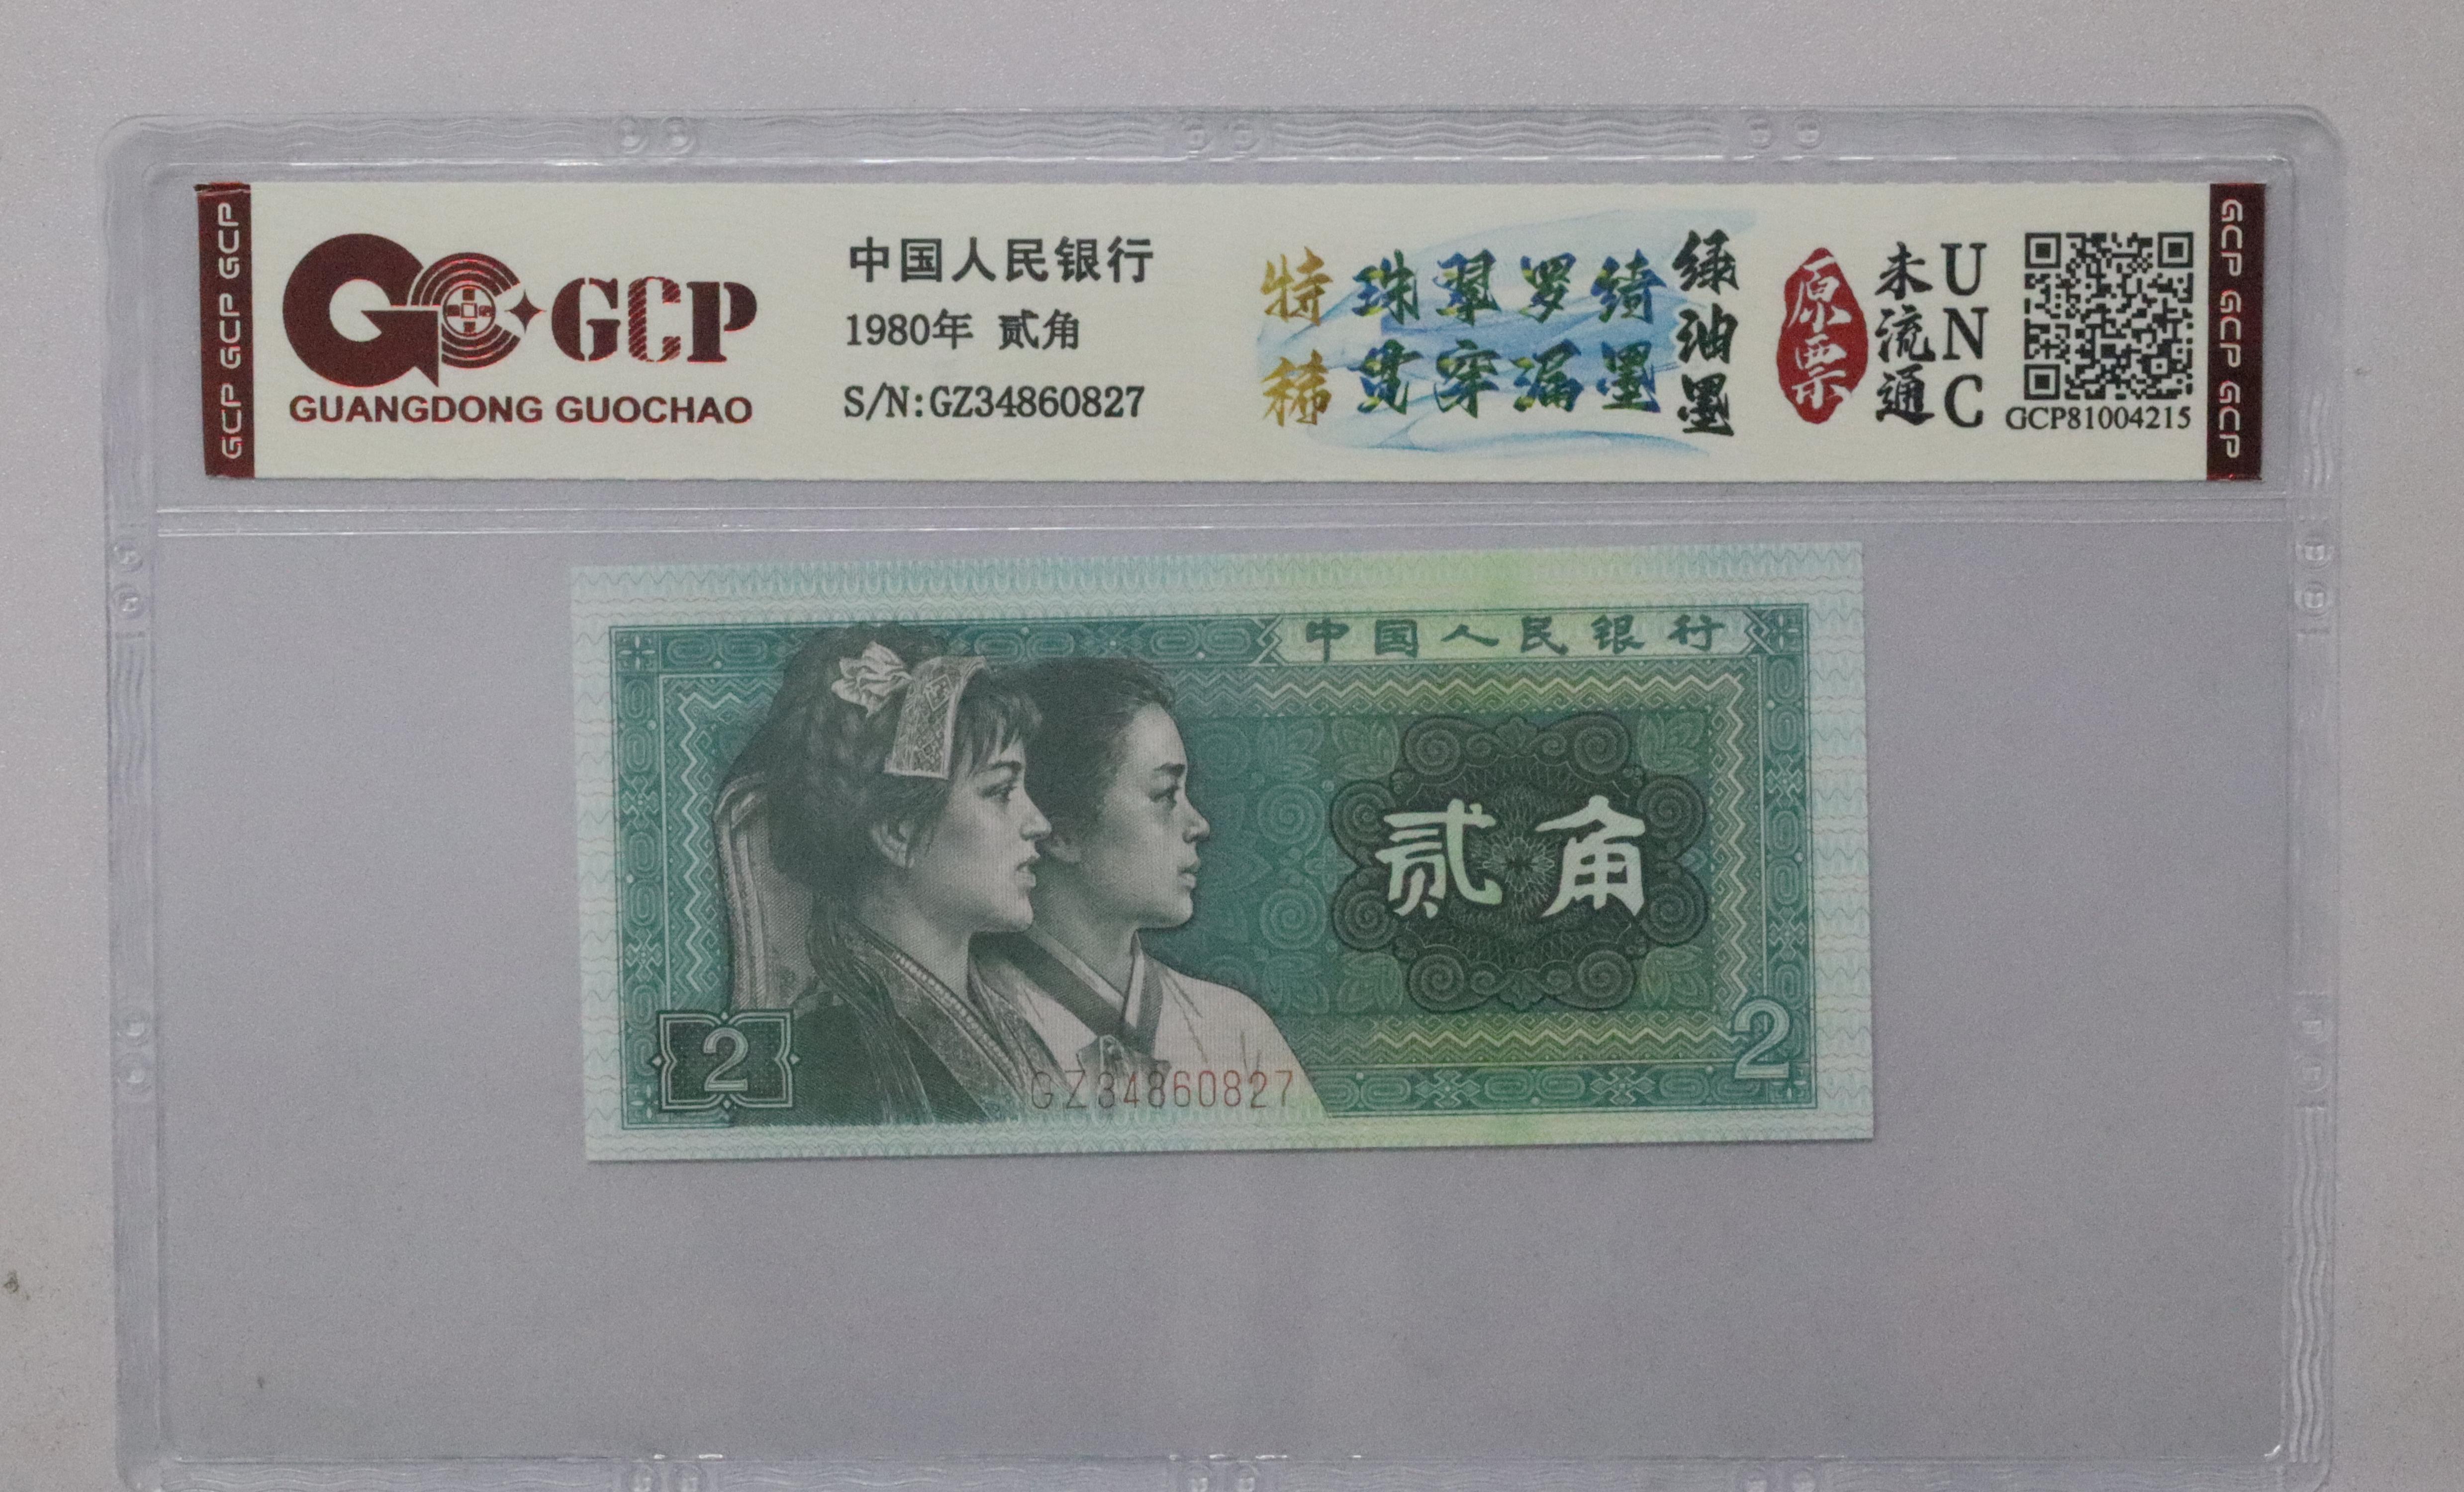 GCP GCP GCP
GCP
GUANGDONG GUOCHAO
中国人民银行
1980年 贰角
S/N:GZ34860827
特稀
珠翠罗绮
贯穿漏墨
绿油墨
原票
未流通
UNC
GCP81004215
GCP GCP GCP
中国人民银行
贰角
2
GZ34860827
2